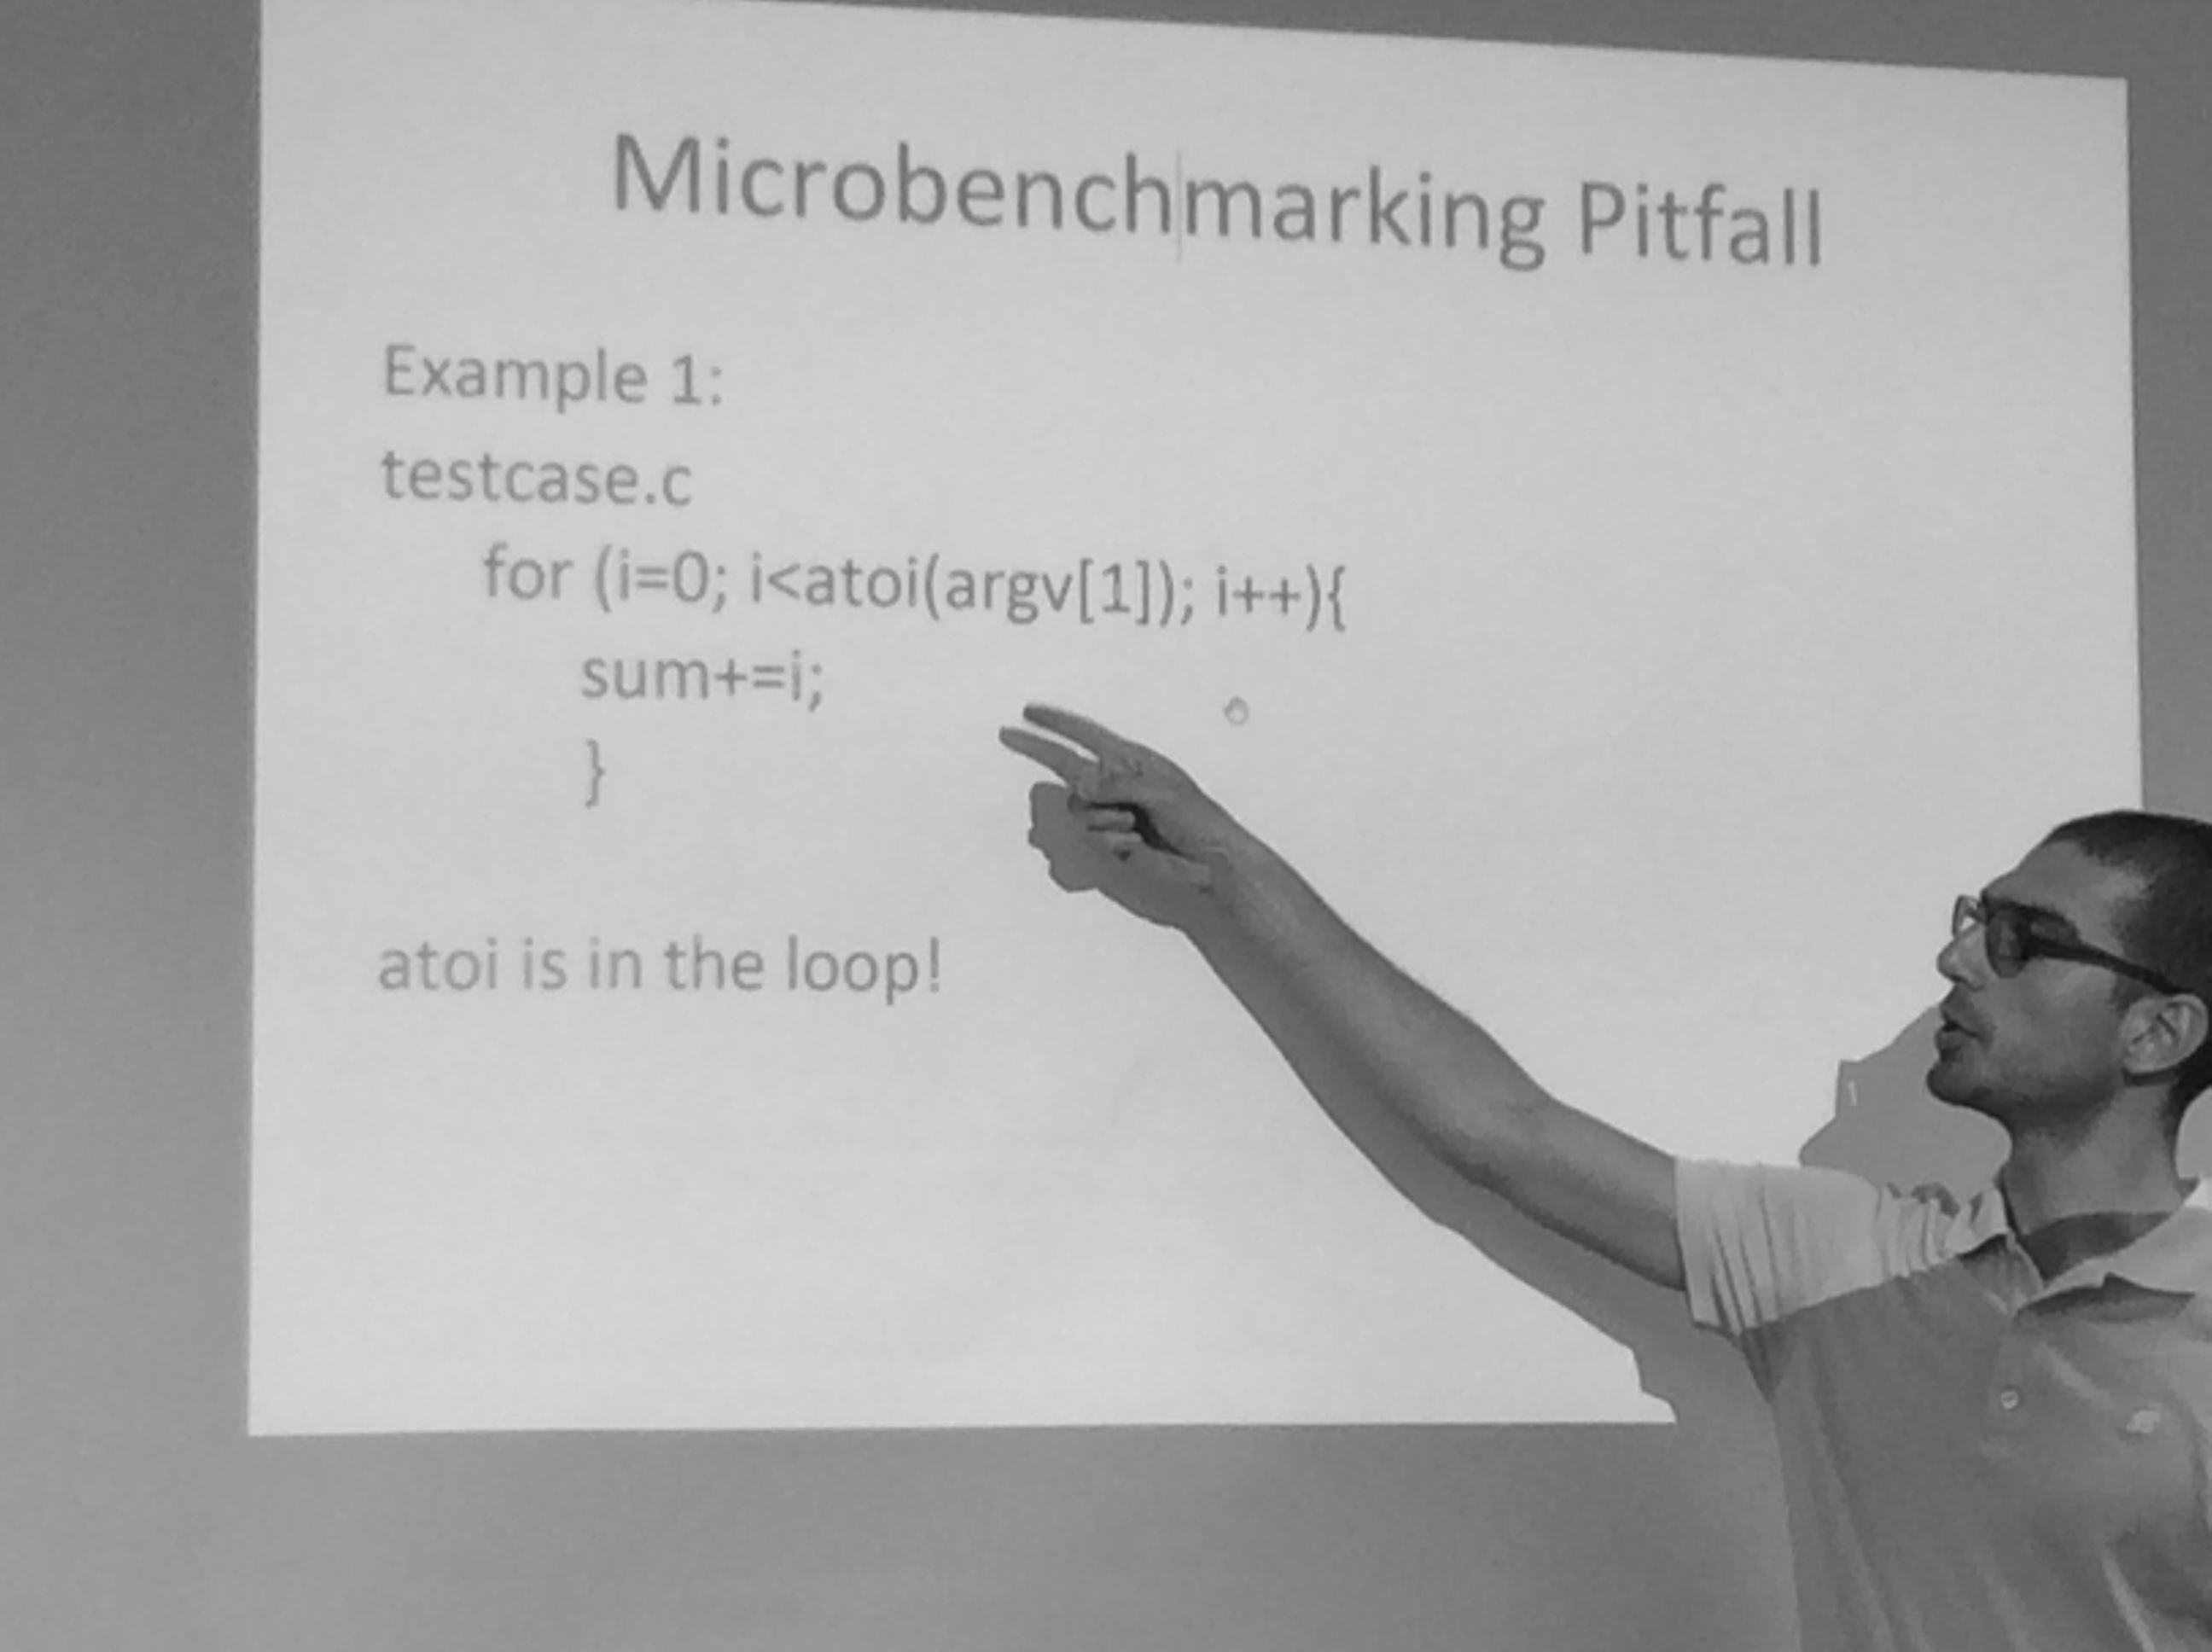 Microbenchmarking Pitfall
Example 1:
testcase.c
for (i=0; i<atoi(argv[1]); i++){
sum+=i;
}
atoi is in the loop!